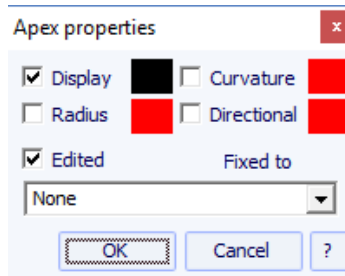 Apex properties x
Display Curvature
Radius Directional
Edited Fixed to
None
OK Cancel ?